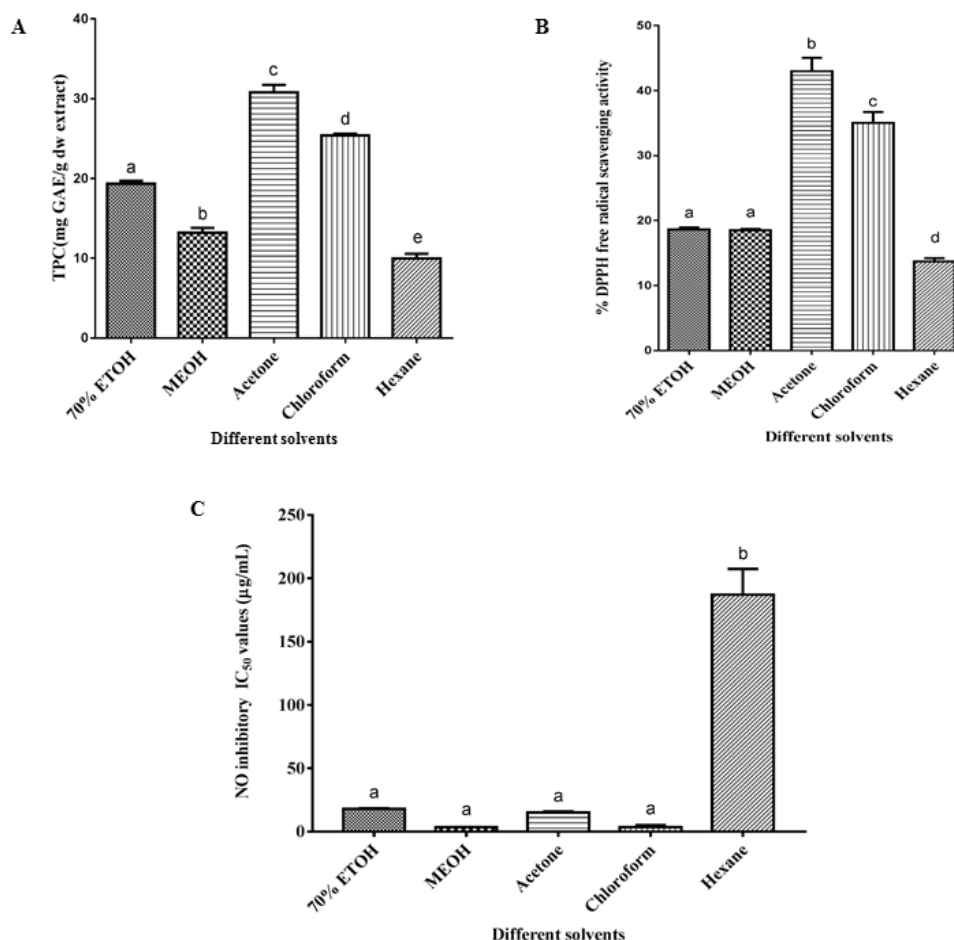 A
TPC(mg GAE/g dw extract)
40
30
20
10
0
a
b
c
d
e
70% ETOH
MEOH
Acetone
Chloroform
Hexane
Different solvents
B
% DPPH free radical scavenging activity
50
40
30
20
10
0
a
a
b
c
d
70% ETOH
MEOH
Acetone
Chloroform
Hexane
Different solvents
C
NO inhibitory IC50 values (µg/mL)
250
200
150
100
50
0
a
a
a
a
b
70% ETOH
MEOH
Acetone
Chloroform
Hexane
Different solvents